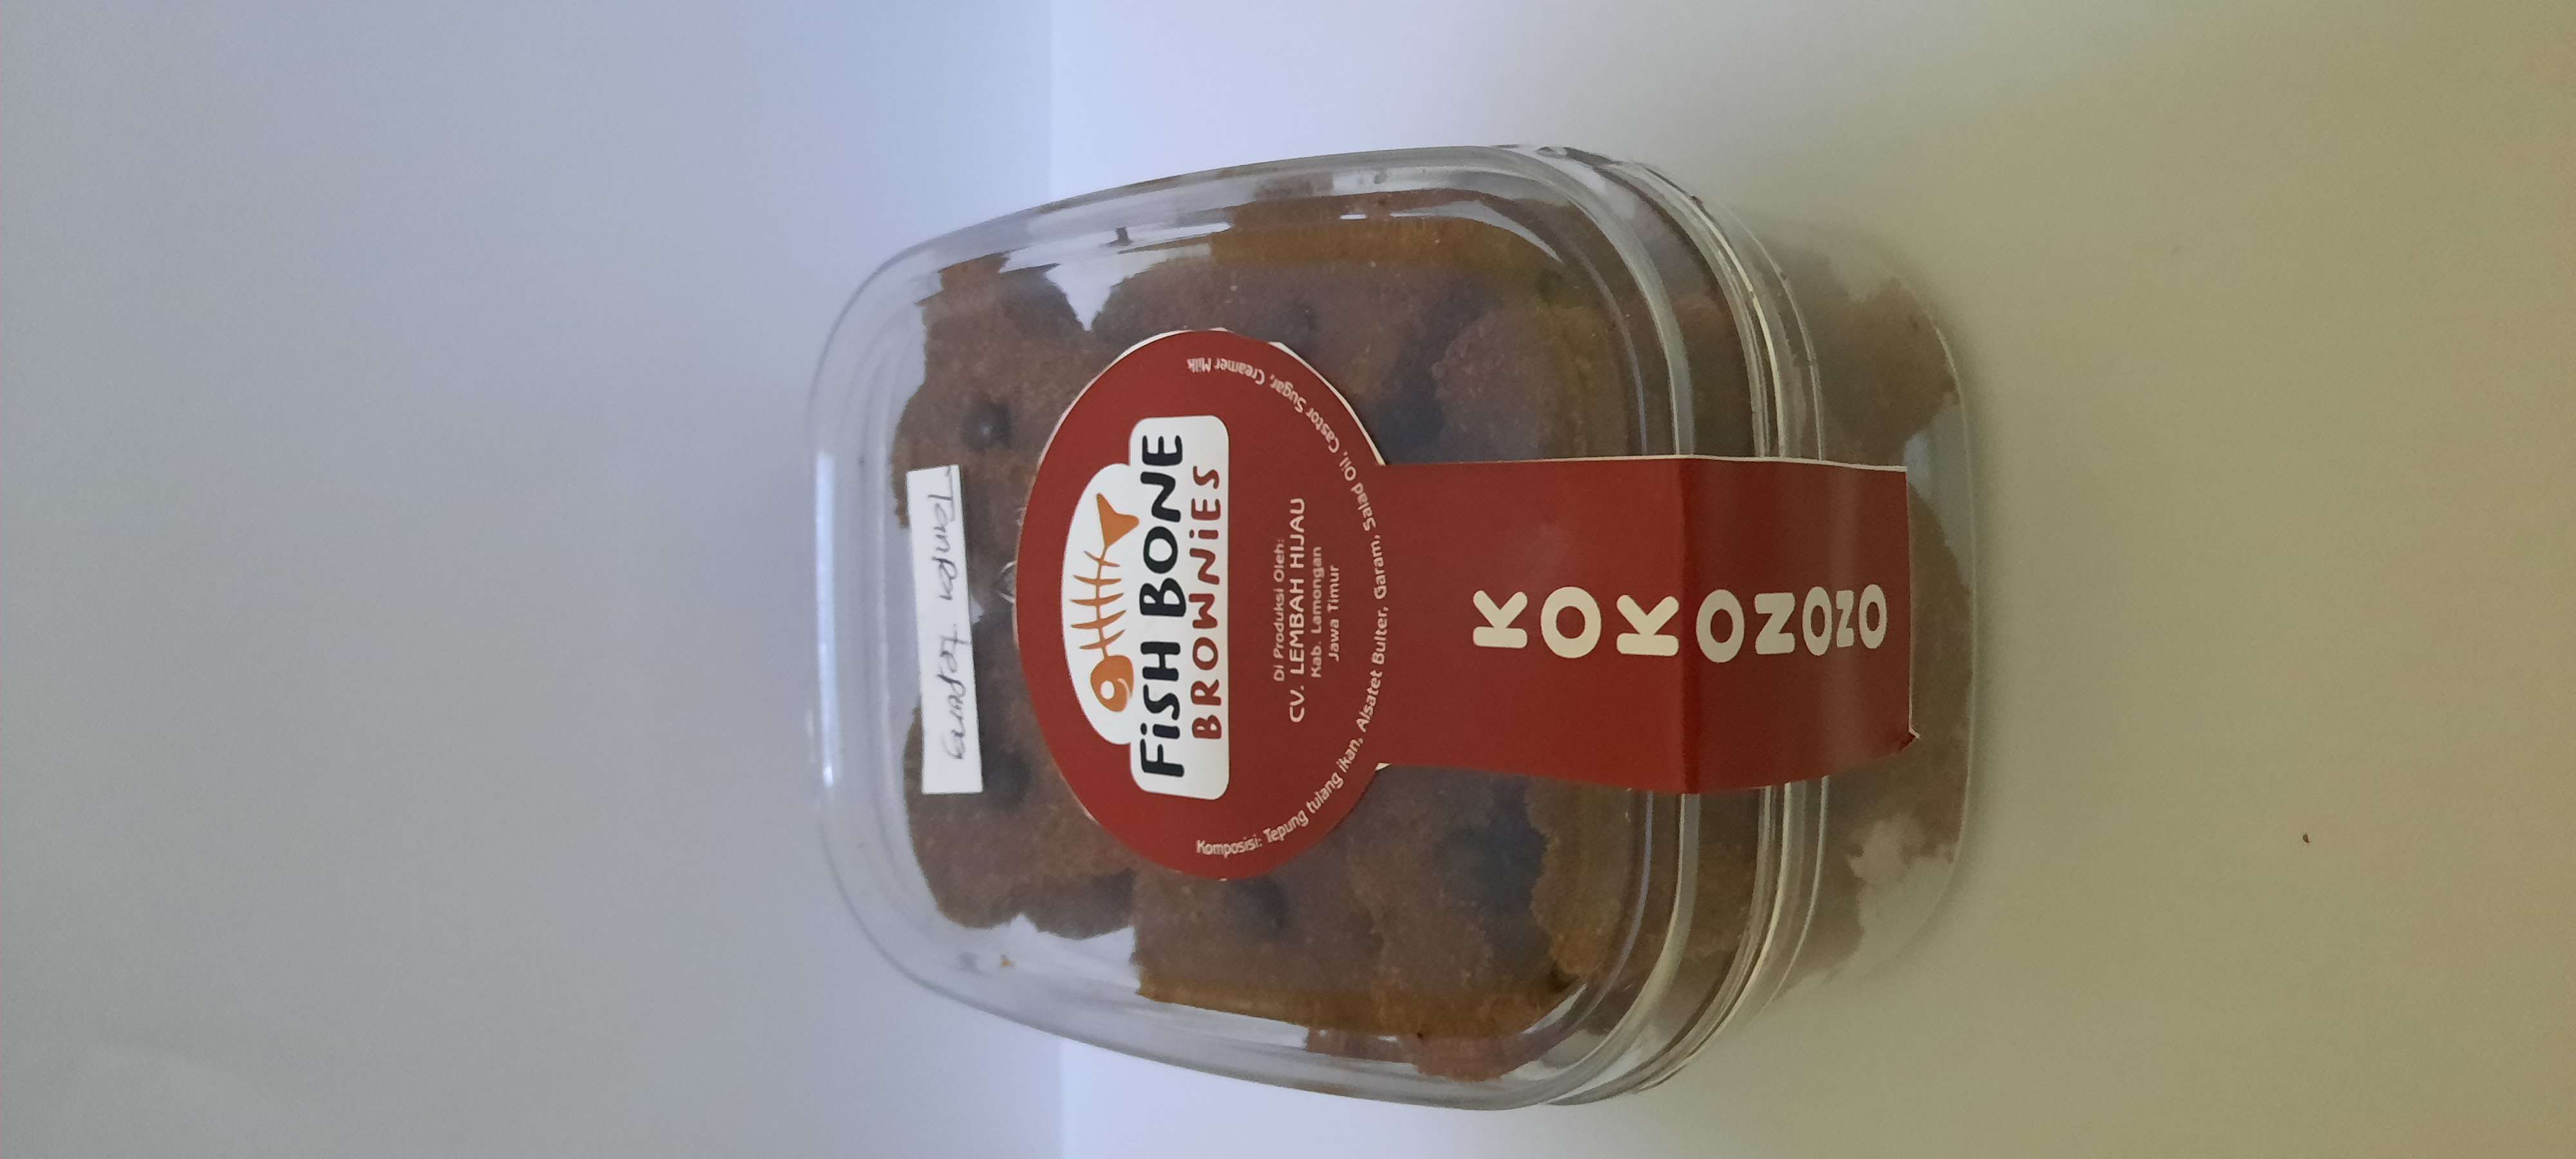 Tanpa tepung
FiSH BONE
BROWNiES
Di Produksi Oleh:
CV. LEMBAH HIJAU
Kab. Lamongan
Jawa Timur
Komposisi: Tepung tulang ikan, Alsatet Bulter, Garam, Salad Oil, Castor Sugar, Creamer Milk
KOKONONO